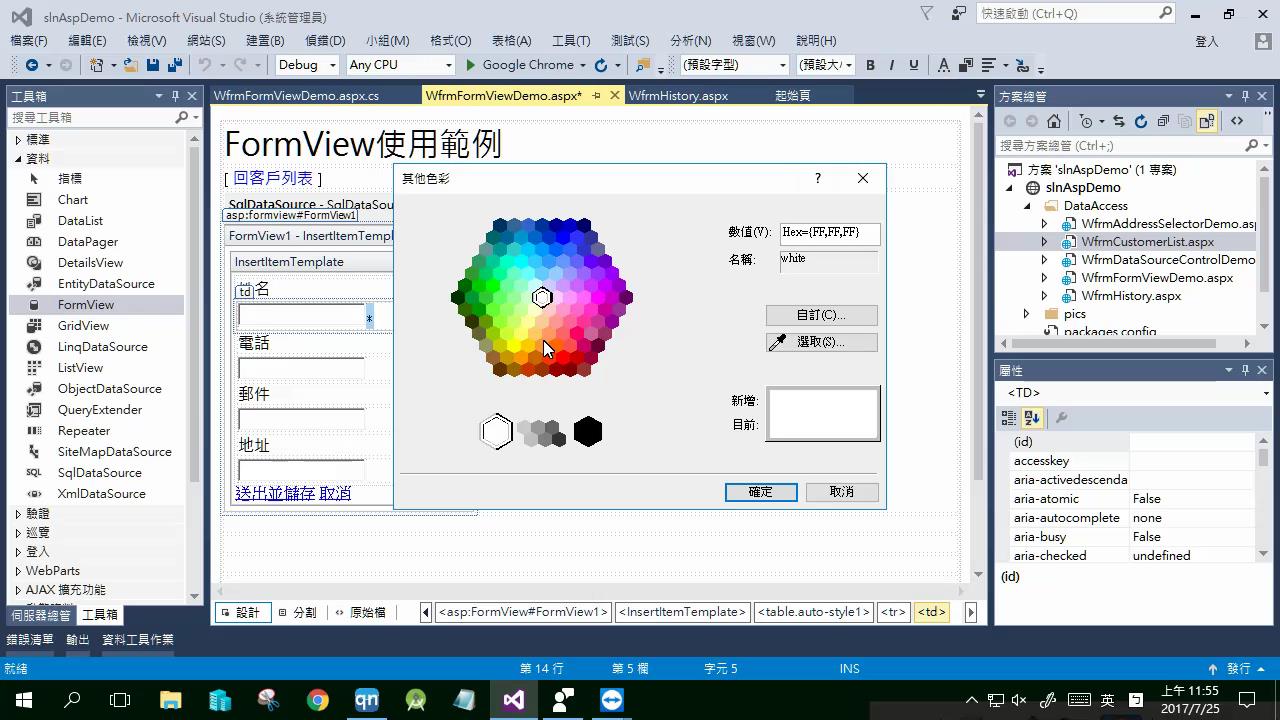 slnAspDemo - Microsoft Visual Studio (系統管理員)
快速啟動 (Ctrl+Q)
檔案(F) 編輯(E) 檢視(V) 網站(S) 建置(B) 偵錯(D) 小組(M) 格式(O) 表格(A) 工具(T) 測試(S) 分析(N) 視窗(W) 說明(H) 登入
Debug Any CPU Google Chrome (預設字型) (預設大 B I U
工具箱
搜尋工具箱
標準
資料
指標
Chart
DataList
DataPager
DetailsView
EntityDataSource
FormView
GridView
LinqDataSource
ListView
ObjectDataSource
QueryExtender
Repeater
SiteMapDataSource
SqlDataSource
XmlDataSource
驗證
巡覽
登入
WebParts
AJAX 擴充功能
伺服器總管 工具箱
WfrmFormViewDemo.aspx.cs WfrmFormViewDemo.aspx* WfrmHistory.aspx 起始頁
FormView使用範例
[ 回客戶列表 ]
SqlDataSource - SqlDataSou
asp:formview#FormView1
FormView1 - InsertItemTempl
InsertItemTemplate
td 名
*
電話
郵件
地址
送出並儲存 取消
其他色彩
?
數值(V): Hex={FF,FF,FF}
名稱: white
自訂(C)...
選取(S)...
新增:
目前:
確定 取消
設計 分割 原始檔 <asp:FormView#FormView1> <InsertItemTemplate> <table.auto-style1> <tr> <td>
方案總管
搜尋方案總管 (Ctrl+;)
方案 'slnAspDemo' (1 專案)
slnAspDemo
DataAccess
WfrmAddressSelectorDemo.asp
WfrmCustomerList.aspx
WfrmDataSourceControlDemo
WfrmFormViewDemo.aspx
WfrmHistory.aspx
pics
packages.config
屬性
<TD>
(id)
accesskey
aria-activedescenda
aria-atomic False
aria-autocomplete none
aria-busy False
aria-checked undefined
(id)
錯誤清單 輸出 資料工具作業
就緒 第 14 行 第 5 欄 字元 5 INS 發行
qn
英
上午 11:55
2017/7/25